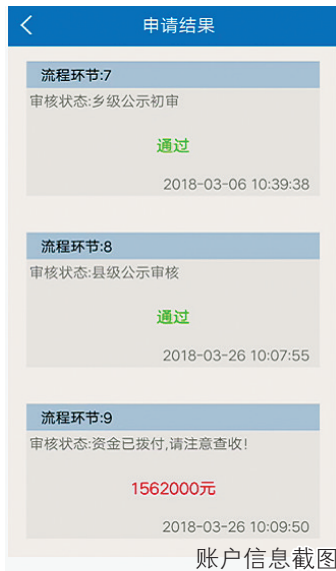 申请结果
流程环节:7
审核状态:乡级公示初审
通过
2018-03-06 10:39:38
流程环节:8
审核状态:县级公示审核
通过
2018-03-26 10:07:55
流程环节:9
审核状态:资金已拨付,请注意查收!
1562000元
2018-03-26 10:09:50
账户信息截图